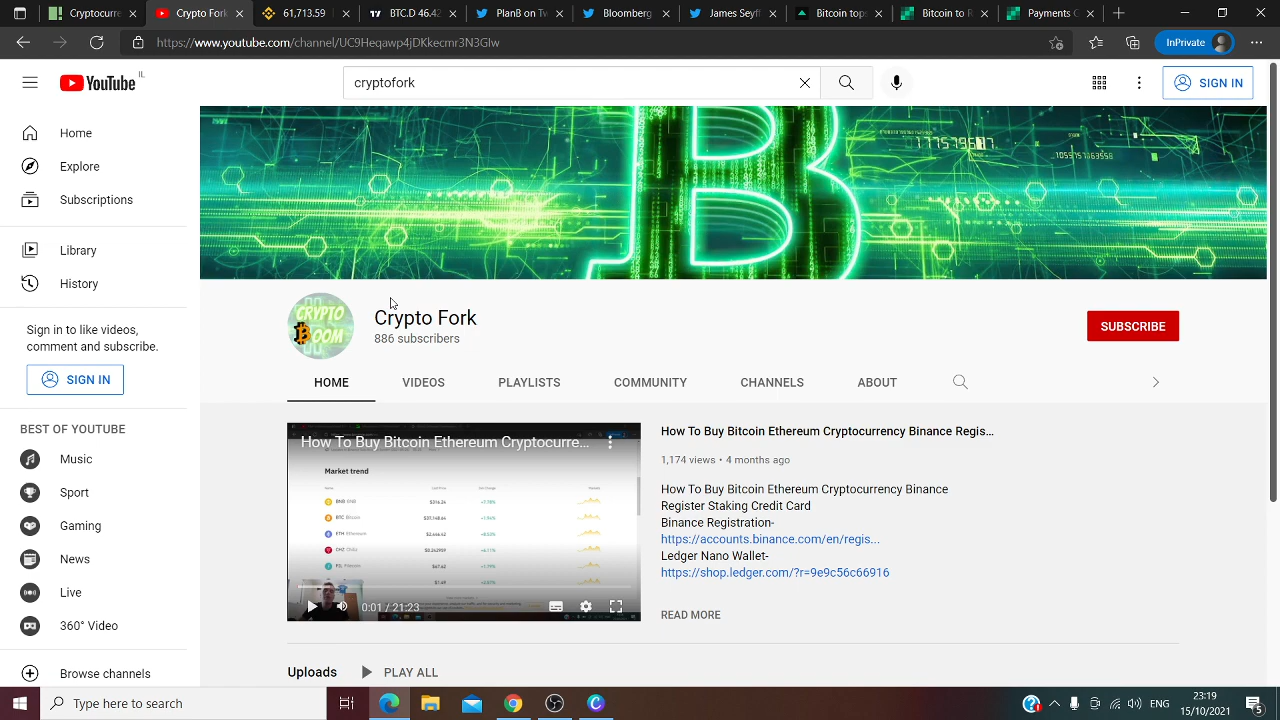 Cryptocurre
Crypto Fork
61,713.59
BTC.D 46.42
PlanB on Tw
Bloomberg
James Seyff
Bitcoin tops
Bitcoin to R
Payments G
https://www.youtube.com/channel/UC9Heqawp4jDKkecmr3N3GIw
InPrivate
YouTube
IL
cryptofork
SIGN IN
Home
Explore
Subscriptions
Library
History
Sign in to like videos,
comment and subscribe.
SIGN IN
BEST OF YOUTUBE
Music
Sport
Gaming
News
Live
360° Video
Browse channels
CRYPTO
BOOM
Crypto Fork
886 subscribers
SUBSCRIBE
HOME
VIDEOS
PLAYLISTS
COMMUNITY
CHANNELS
ABOUT
How To Buy Bitcoin Ethereum Cryptocurre...
Market trend
0:01 / 21:23
How To Buy Bitcoin Ethereum Cryptocurrency Binance Regis...
1,174 views • 4 months ago
How To Buy Bitcoin Ethereum Cryptocurrency Binance
Register Staking Credit Card
Binance Registration-
https://accounts.binance.com/en/regis...
Ledger Nano Wallet-
https://shop.ledger.com/?r=9e9c56c66916
READ MORE
Uploads
PLAY ALL
Type here to search
ENG
23:19
15/10/2021